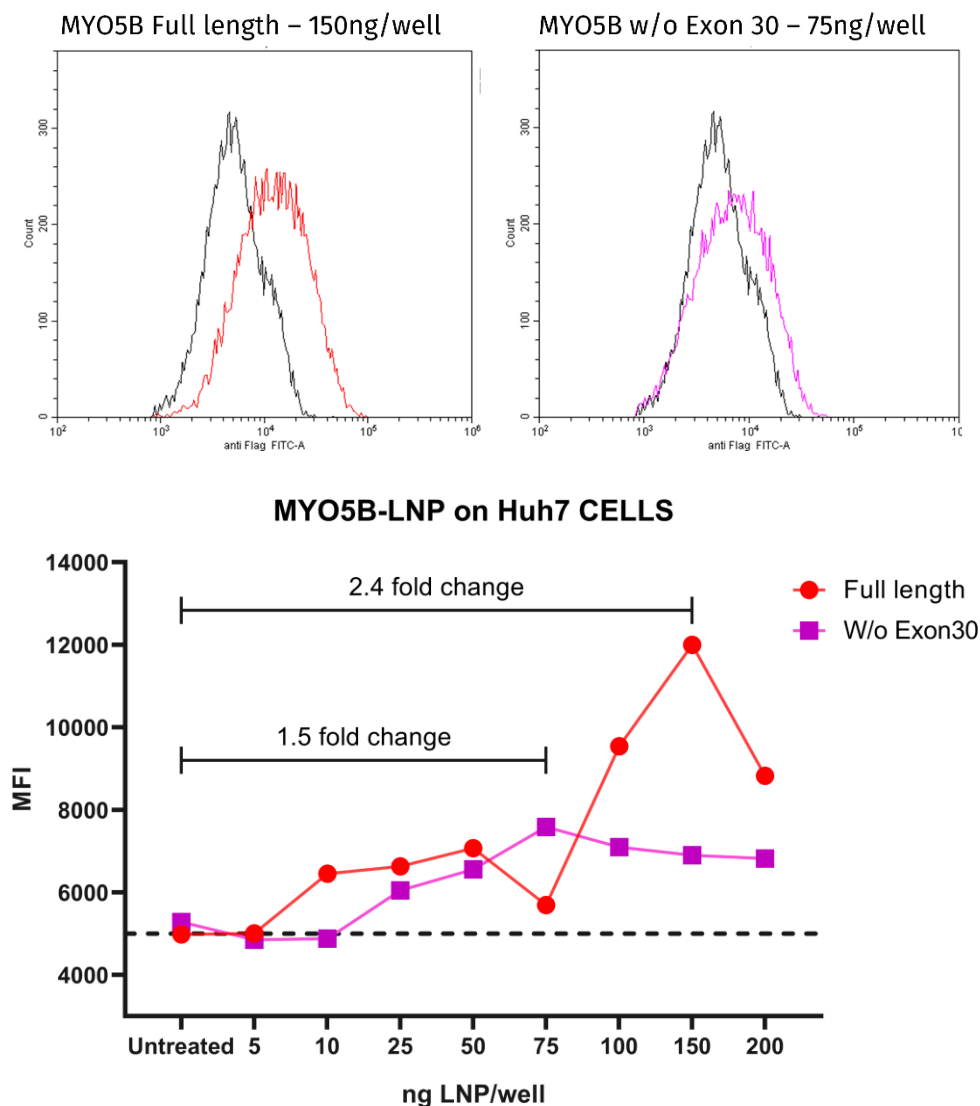 MYO5B Full length – 150ng/well
MYO5B w/o Exon 30 – 75ng/well
300
200
100
0
Count
10²
10³
10⁴
10⁵
10⁶
anti Flag FITC-A
300
200
100
0
Count
10²
10³
10⁴
10⁵
10
anti Flag FITC-A
MYO5B-LNP on Huh7 CELLS
14000
12000
10000
8000
6000
4000
MFI
2.4 fold change
1.5 fold change
Full length
W/o Exon30
Untreated 5 10 25 50 75 100 150 200
ng LNP/well